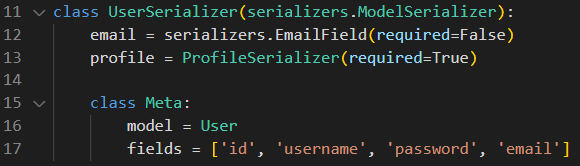 11 class UserSerializer(serializers.ModelSerializer):
12     email = serializers.EmailField(required=False)
13     profile = ProfileSerializer(required=True)
14
15     class Meta:
16         model = User
17         fields = ['id', 'username', 'password', 'email']